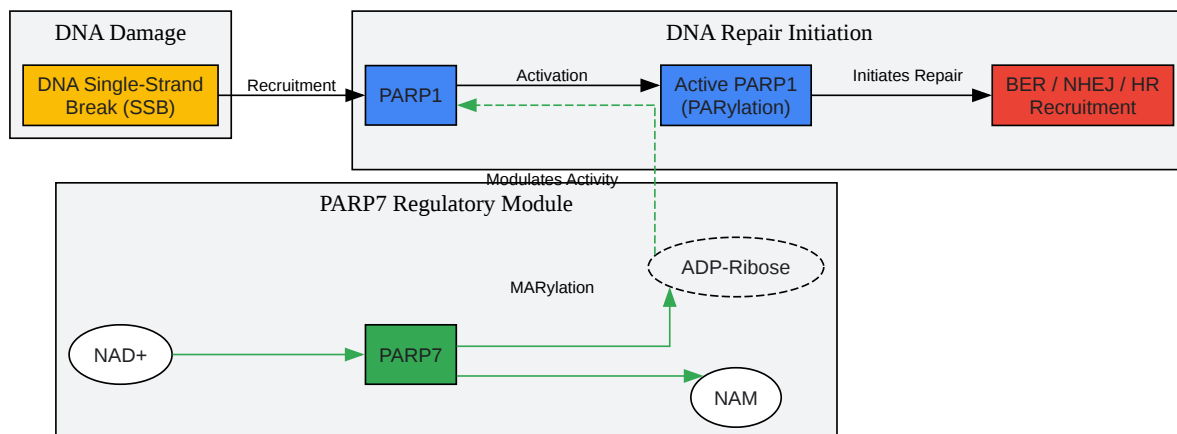 DNA Damage
DNA Repair Initiation
DNA Single-Strand
Break (SSB)
Recruitment
PARP1
Activation
Active PARP1
(PARylation)
Initiates Repair
BER / NHEJ / HR
Recruitment
Modulates Activity
PARP7 Regulatory Module
ADP-Ribose
MARylation
NAD+
PARP7
NAM